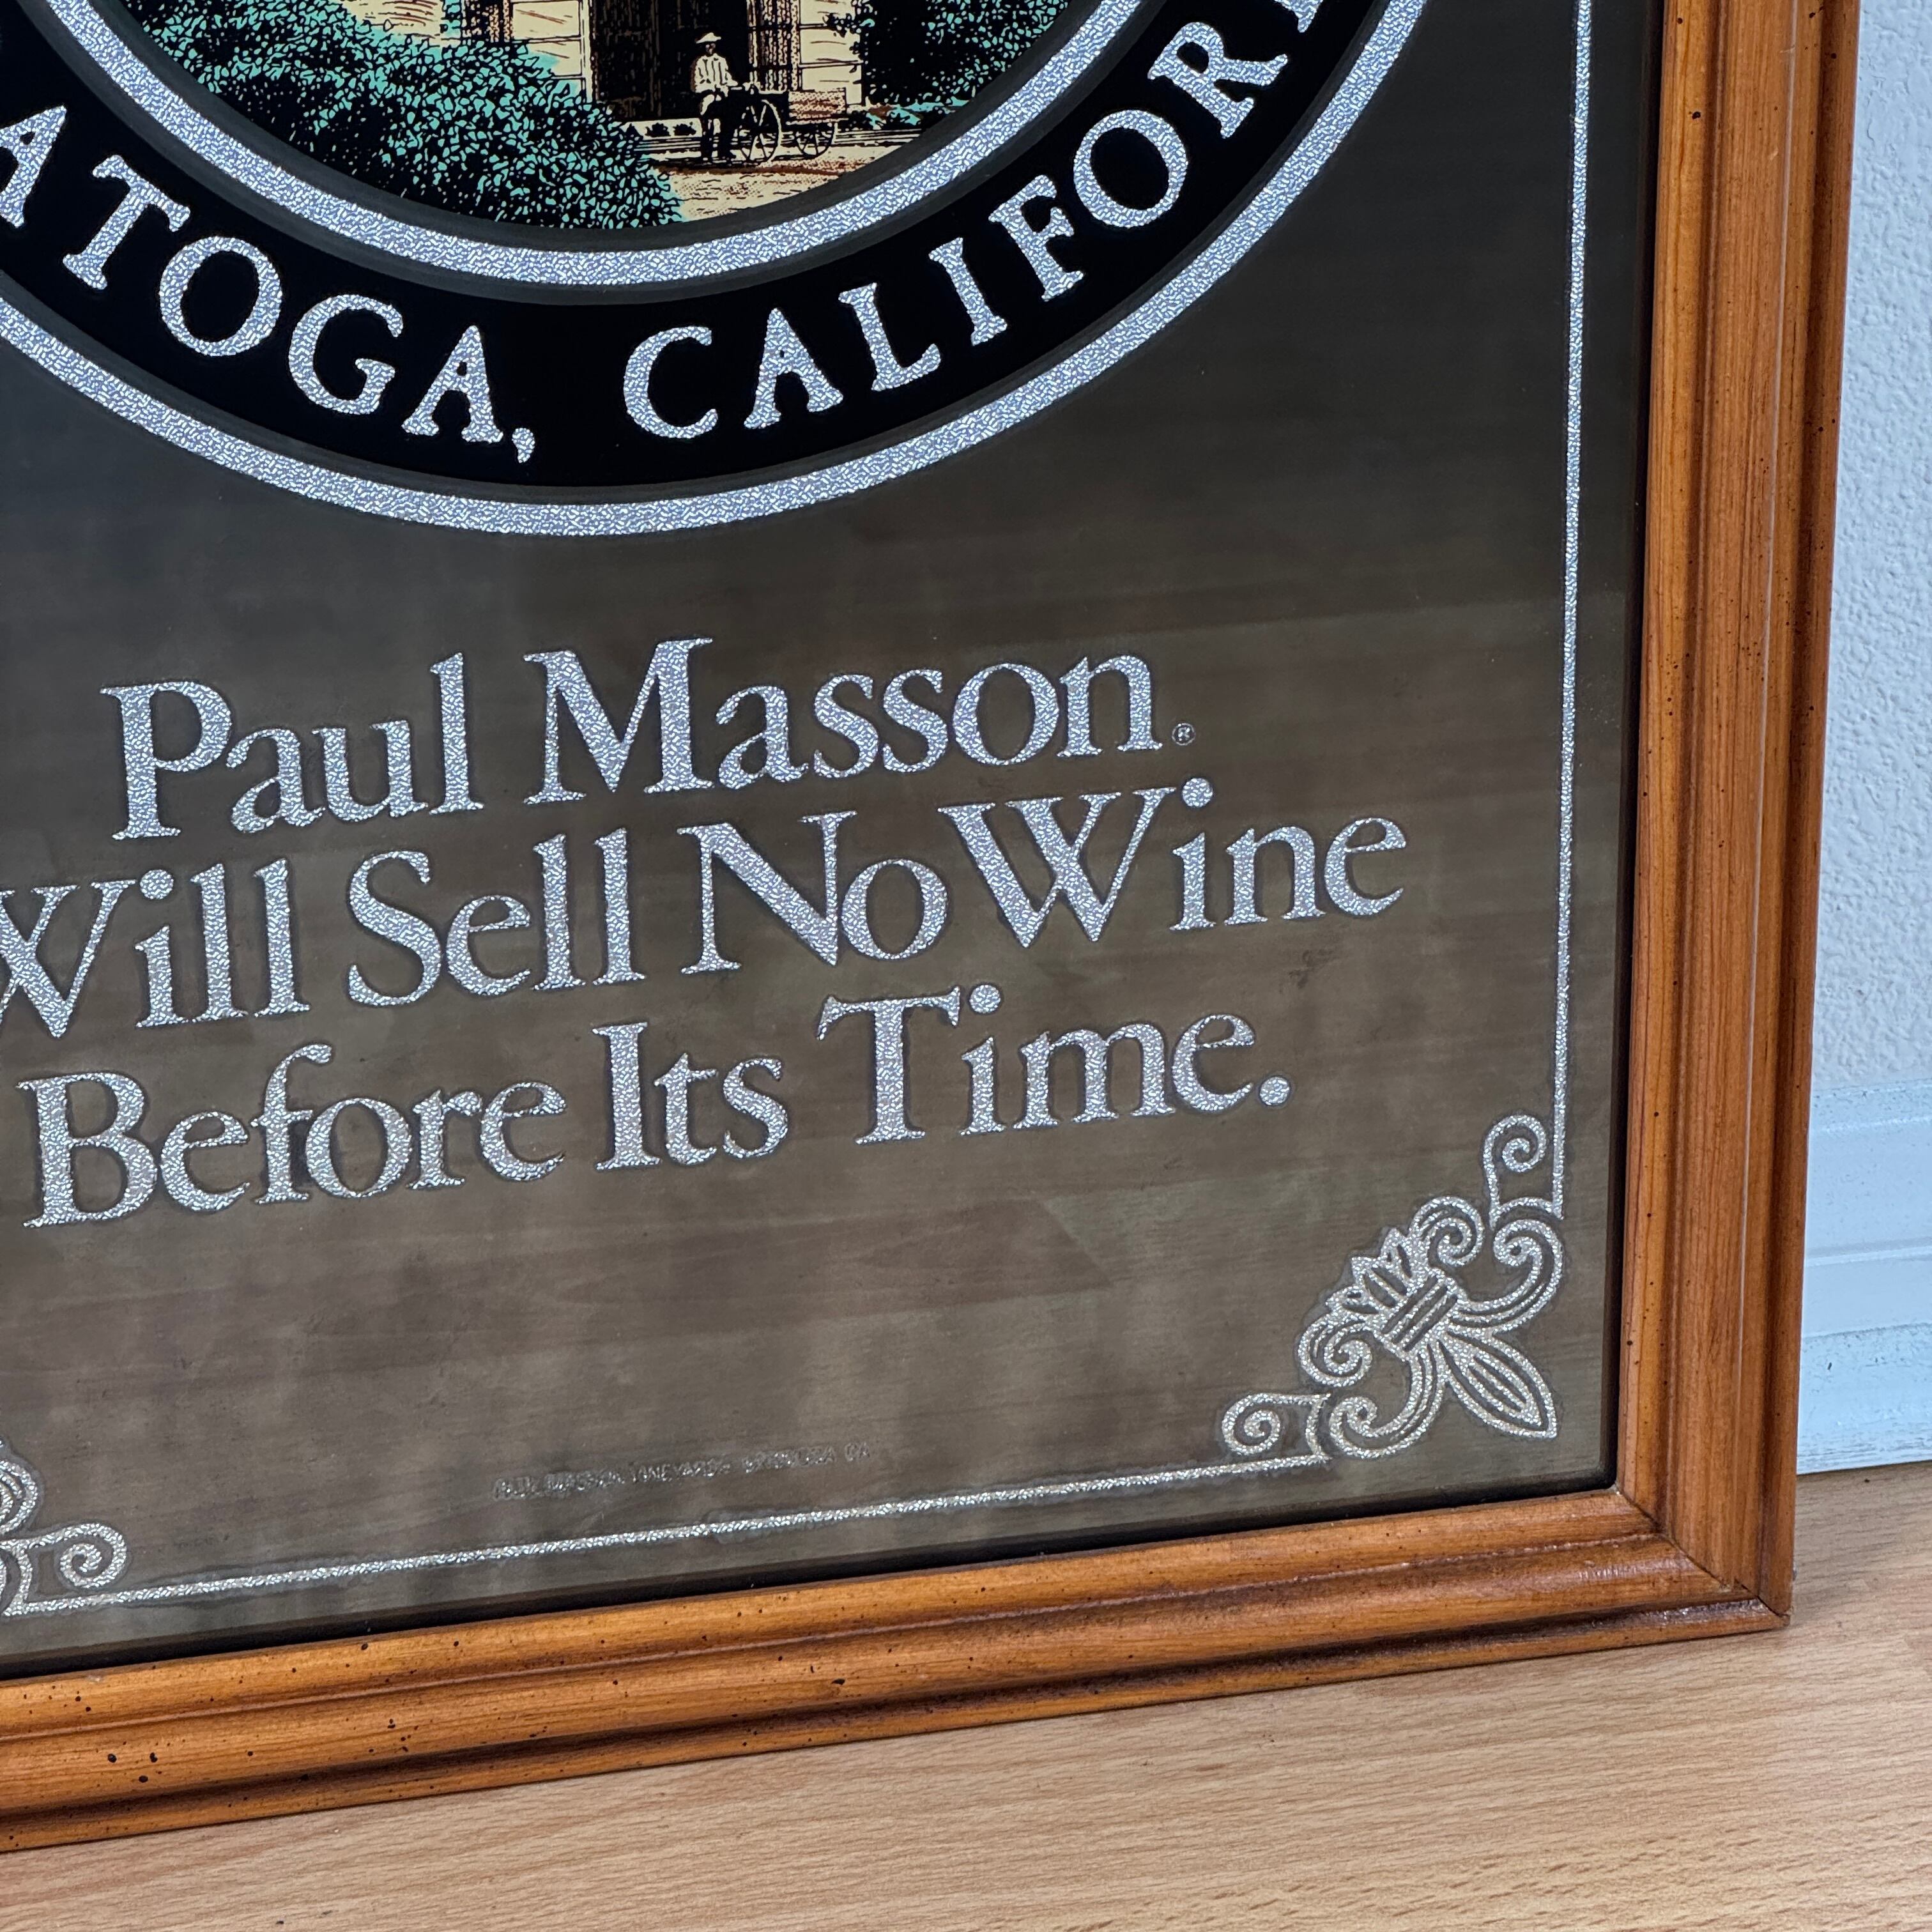 ATOGA, CALIFOR
Paul Masson®
Will Sell No Wine
Before Its Time.